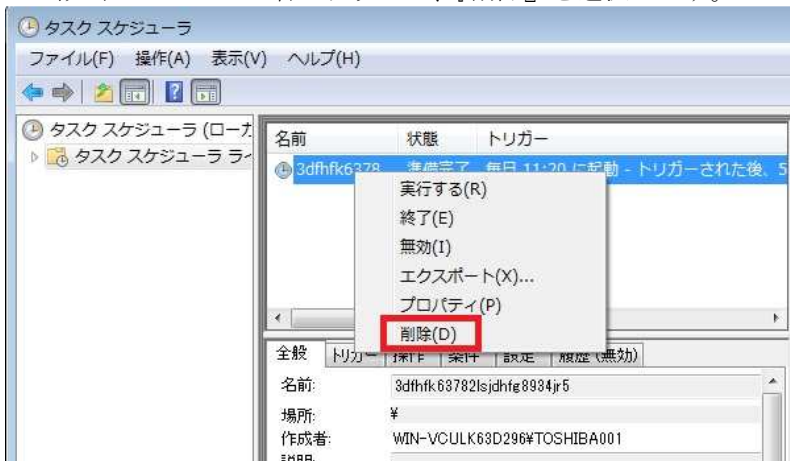 タスク スケジューラ
ファイル(F) 操作(A) 表示(V) ヘルプ(H)
タスク スケジューラ (ローカ
タスク スケジューラ ライ
名前 状態 トリガー
3dfhfk6378 準備完了 毎日 11:20 に起動 - トリガーされた後、5
実行する(R)
終了(E)
無効(I)
エクスポート(X)...
プロパティ(P)
削除(D)
全般 トリガー 操作 条件 設定 履歴 (無効)
名前: 3dfhfk63782lsjdhfg8934jr5
場所: ¥
作成者: WIN-VCULK63D296¥TOSHIBA001
説明: